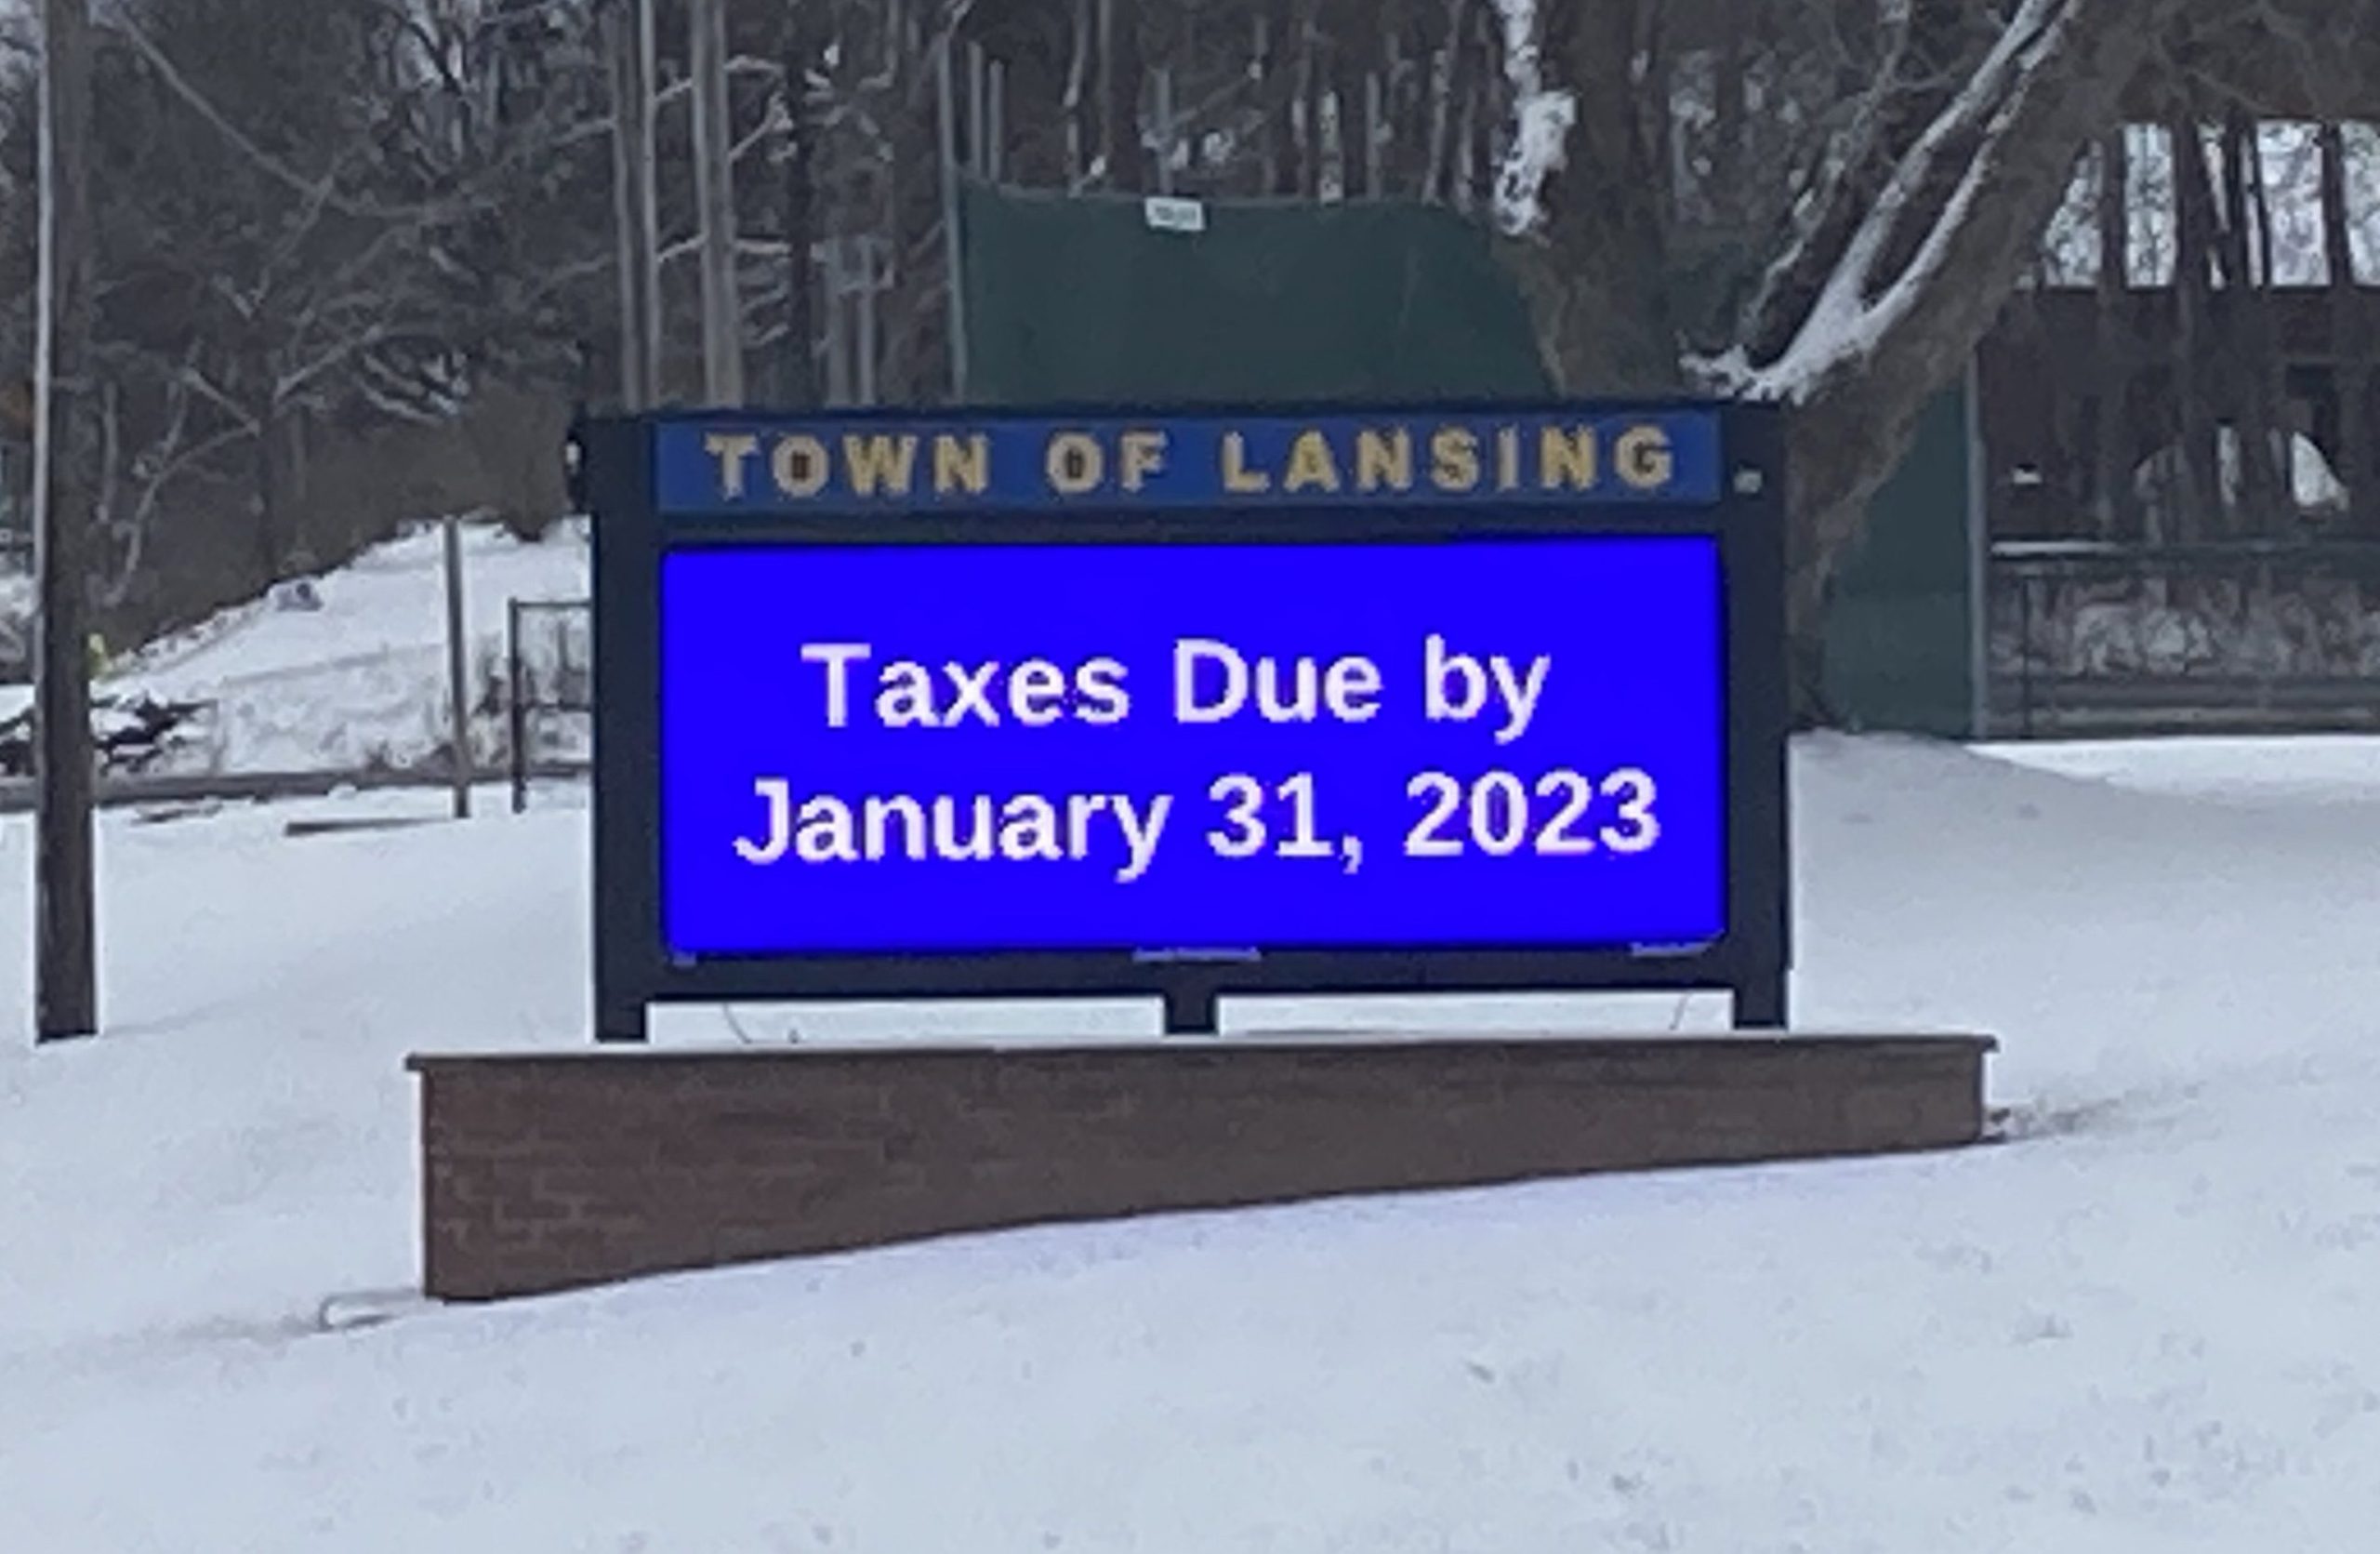 TOWN OF LANSING
Taxes Due by
January 31, 2023